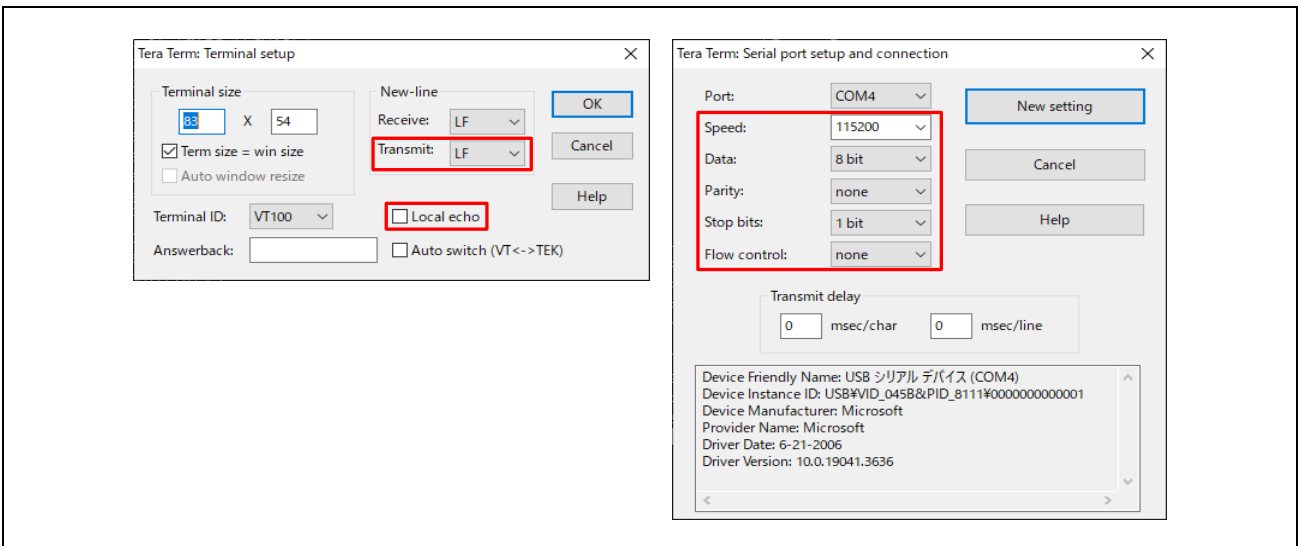 Tera Term: Terminal setup
Terminal size
83 X 54
Term size = win size
Auto window resize
New-line
Receive: LF
Transmit: LF
OK
Cancel
Help
Terminal ID: VT100
Local echo
Answerback:
Auto switch (VT<->TEK)
Tera Term: Serial port setup and connection
Port: COM4
Speed: 115200
Data: 8 bit
Parity: none
Stop bits: 1 bit
Flow control: none
New setting
Cancel
Help
Transmit delay
0 msec/char 0 msec/line
Device Friendly Name: USB シリアル デバイス (COM4)
Device Instance ID: USB¥VID_045B&PID_8111¥0000000000001
Device Manufacturer: Microsoft
Provider Name: Microsoft
Driver Date: 6-21-2006
Driver Version: 10.0.19041.3636